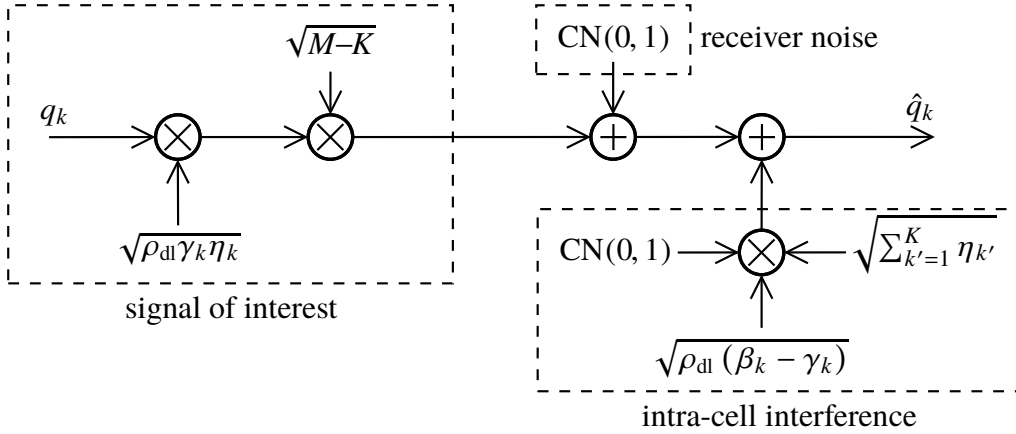 √M–K
CN(0, 1) receiver noise
q_k
q̂_k
√ρ_dl γ_k η_k
signal of interest
CN(0, 1)
√∑_{k′=1}^{K} η_{k′}
√ρ_dl (β_k − γ_k)
intra-cell interference